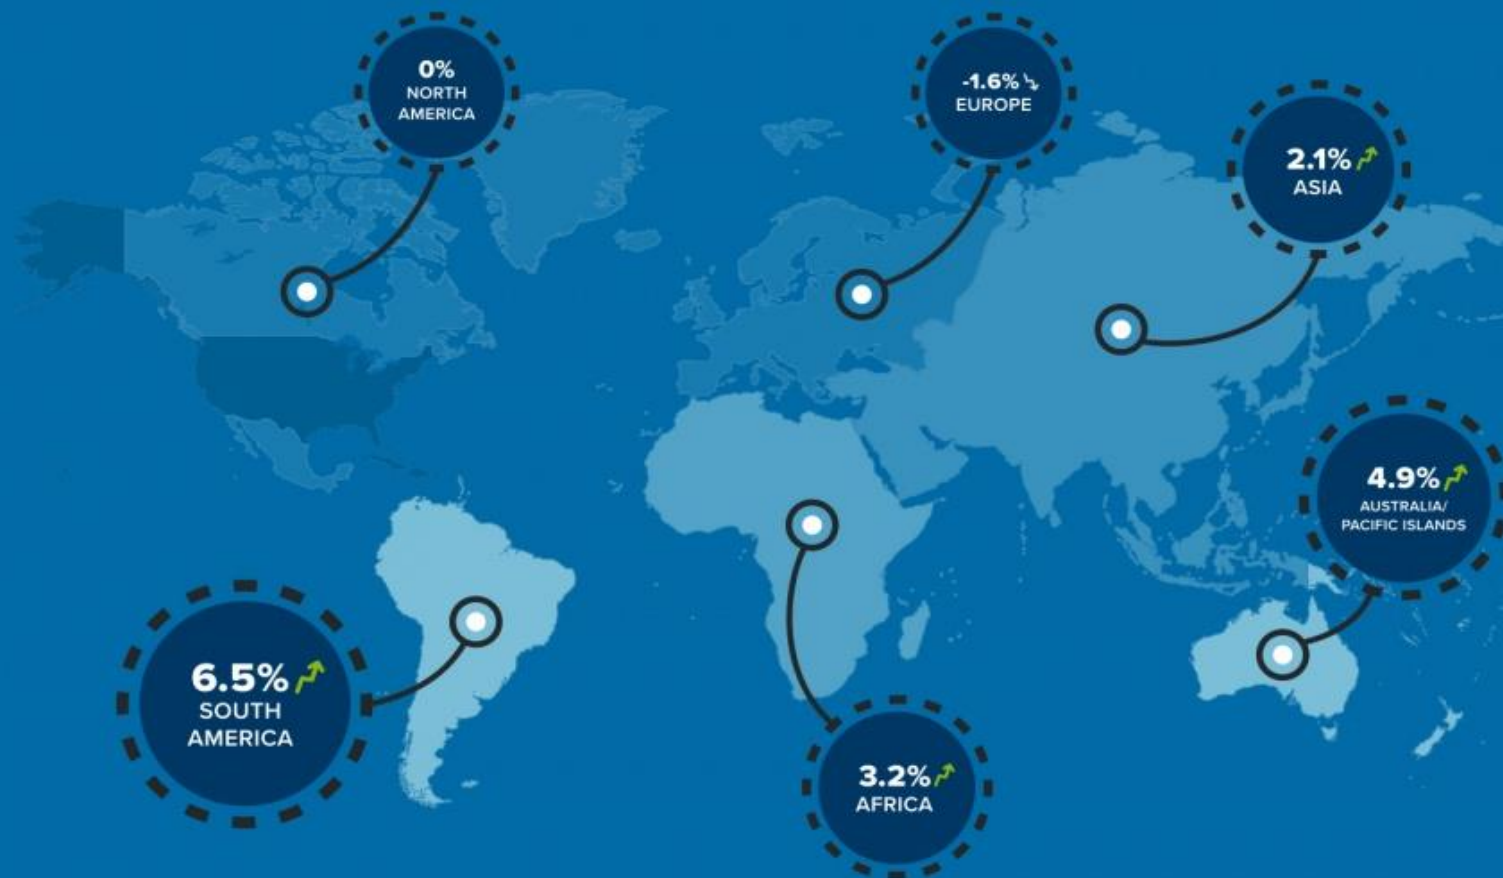 0%
NORTH
AMERICA
-1.6%
EUROPE
2.1%
ASIA
4.9%
AUSTRALIA/
PACIFIC ISLANDS
6.5%
SOUTH
AMERICA
3.2%
AFRICA